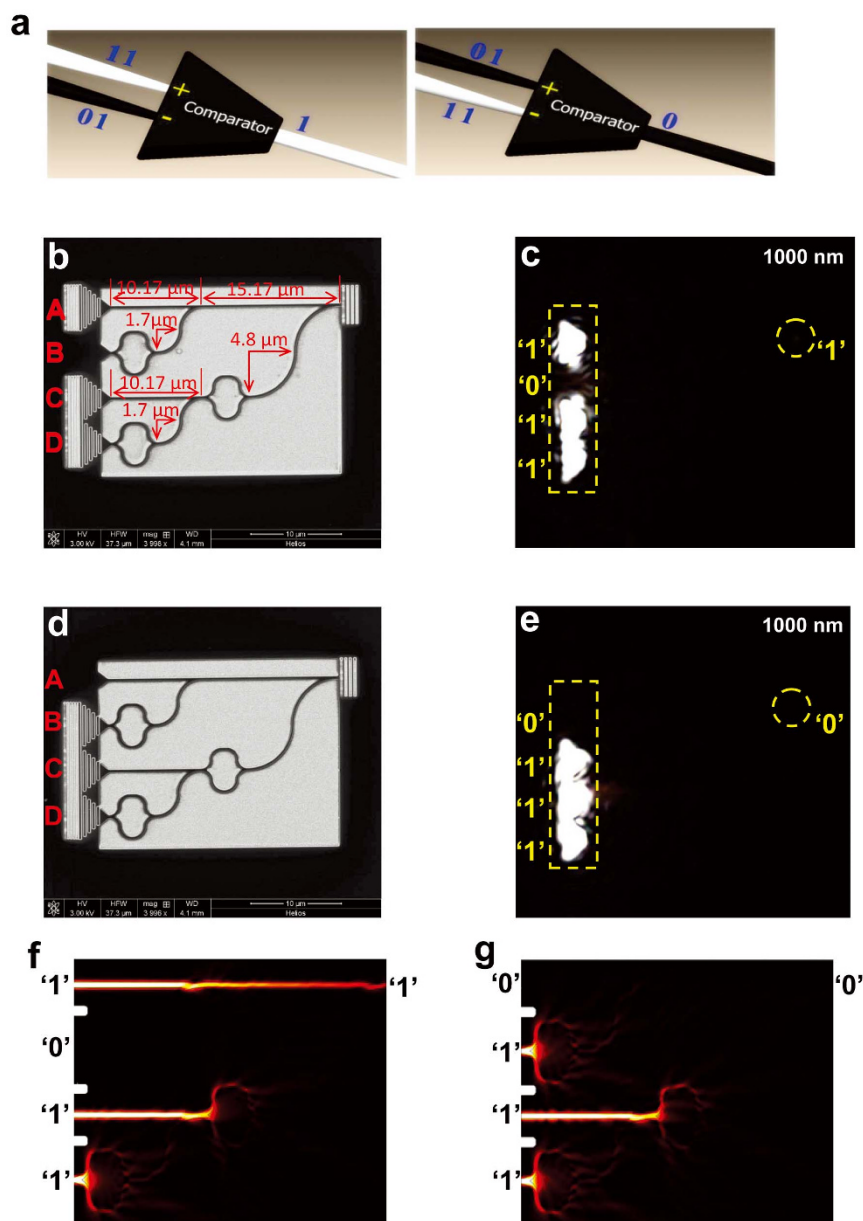 a
11
01
+
-
Comparator
1
01
11
+
-
Comparator
0
b
A
B
C
D
10.17 μm
15.17 μm
1.7μm
4.8 μm
10.17 μm
1.7 μm
HV HFW mag WD 10 μm
3.00 kV 37.3 μm 3 998 x 4.1 mm Helios
c
1000 nm
‘1’
‘0’
‘1’
‘1’
‘1’
d
A
B
C
D
HV HFW mag WD 10 μm
3.00 kV 37.3 μm 3 998 x 4.1 mm Helios
e
1000 nm
‘0’
‘1’
‘1’
‘1’
‘0’
f
‘1’
‘0’
‘1’
‘1’
‘1’
g
‘0’
‘1’
‘1’
‘1’
‘0’